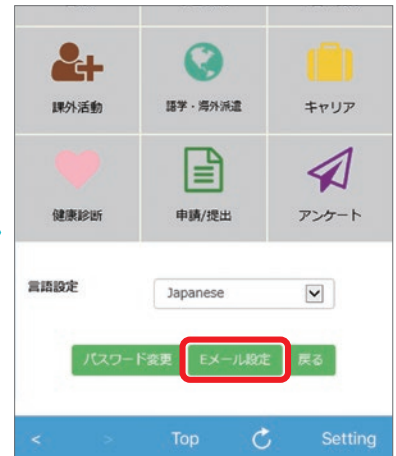 課外活動 語学・海外派遣 キャリア
健康診断 申請/提出 アンケート
言語設定 Japanese
パスワード変更 Eメール設定 戻る
< > Top Setting